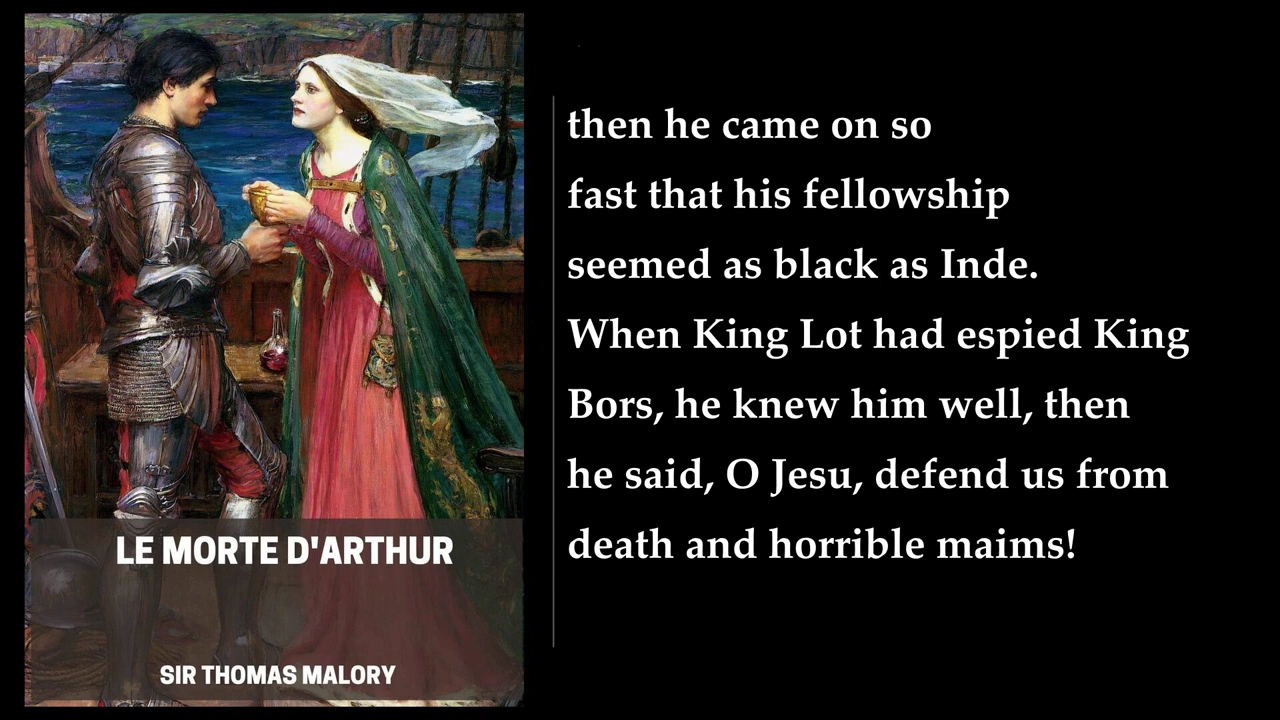 LE MORTE D'ARTHUR
SIR THOMAS MALORY
then he came on so
fast that his fellowship
seemed as black as Inde.
When King Lot had espied King
Bors, he knew him well, then
he said, O Jesu, defend us from
death and horrible maims!